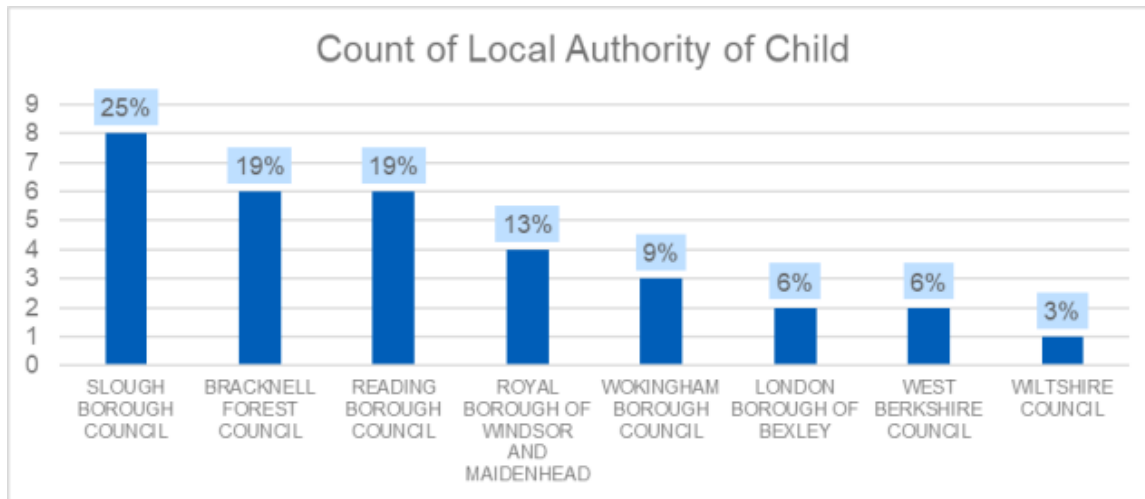 Count of Local Authority of Child
9
8
7
6
5
4
3
2
1
0
25%
19%
19%
13%
9%
6%
6%
3%
SLOUGH
BOROUGH
COUNCIL
BRACKNELL
FOREST
COUNCIL
READING
BOROUGH
COUNCIL
ROYAL
BOROUGH OF
WINDSOR
AND
MAIDENHEAD
WOKINGHAM
BOROUGH
COUNCIL
LONDON
BOROUGH OF
BEXLEY
WEST
BERKSHIRE
COUNCIL
WILTSHIRE
COUNCIL